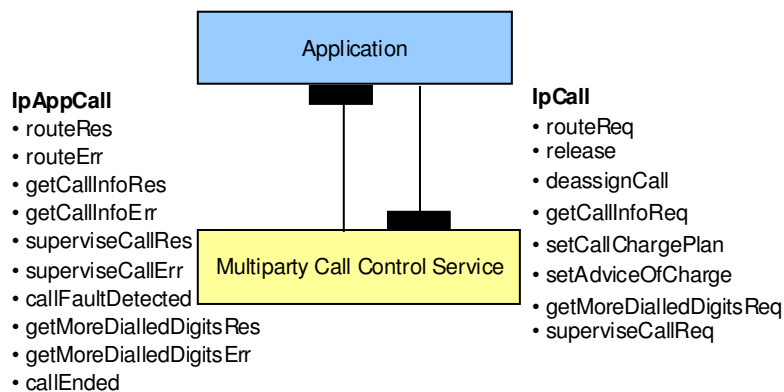 Application
IpAppCall
• routeRes
• routeErr
• getCallInfoRes
• getCallInfoErr
• superviseCallRes
• superviseCallErr
• callFaultDetected
• getMoreDialledDigitsRes
• getMoreDialledDigitsErr
• callEnded
IpCall
• routeReq
• release
• deassignCall
• getCallInfoReq
• setCallChargePlan
• setAdviceOfCharge
• getMoreDialledDigitsReq
• superviseCallReq
Multiparty Call Control Service